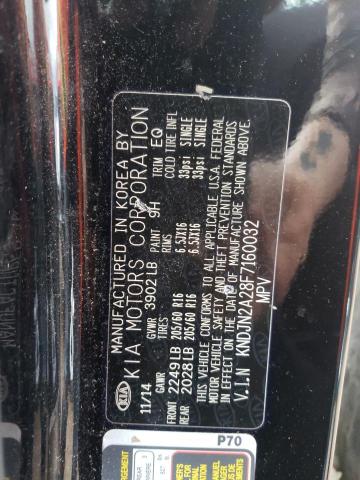 MANUFACTURED IN KOREA BY
KIA KIA MOTORS CORPORATION
11/14 GVWR 3902LB PAINT 9H TRIM EQ
GAWR TIRES RIMS COLD TIRE INFL
FRONT 2249LB 205/60 R16 6.5JX16 33psi SINGLE
REAR 2028LB 205/60 R16 6.5JX16 33psi SINGLE
THIS VEHICLE CONFORMS TO ALL APPLICABLE U.S.A. FEDERAL
MOTOR VEHICLE SAFETY AND THEFT PREVENTION STANDARDS
IN EFFECT ON THE DATE OF MANUFACTURE SHOWN ABOVE.
V.I.N KNDJN2A28F7160032
MPV
P70